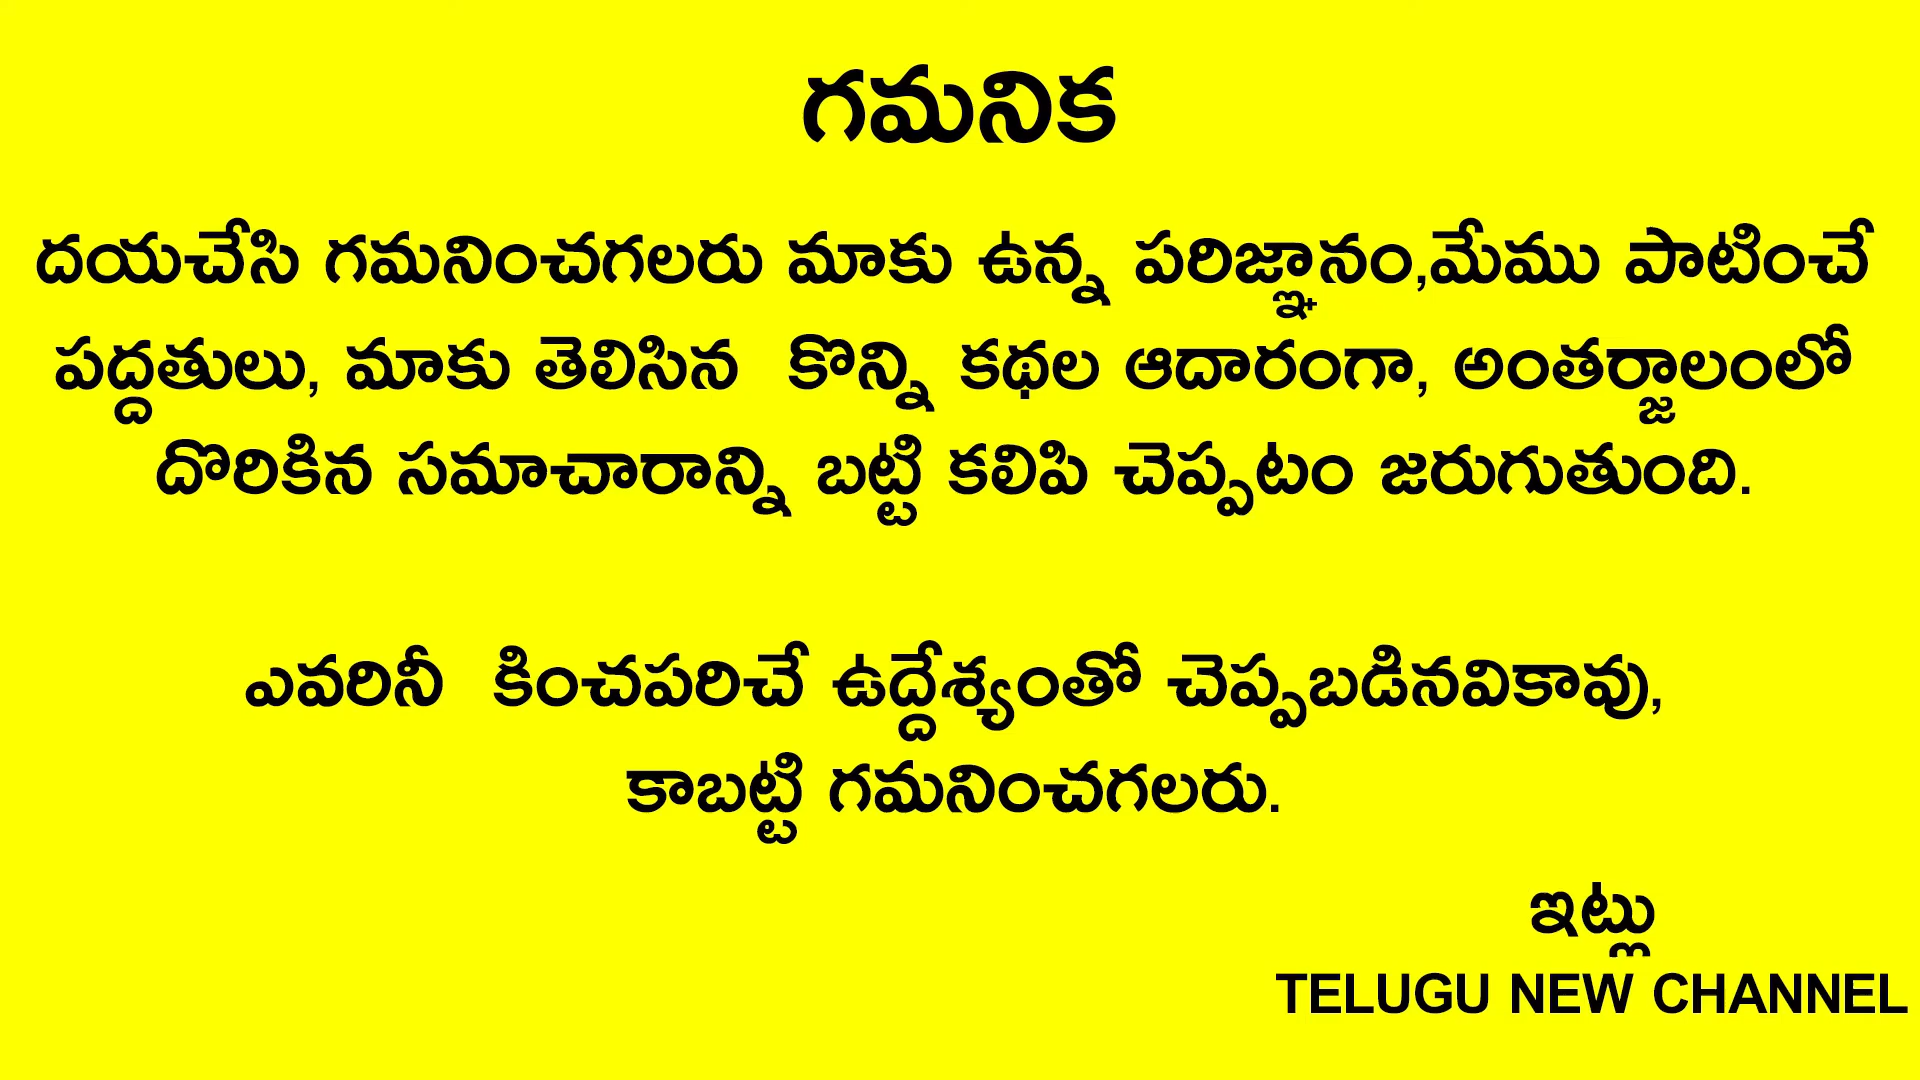 గమనిక
దయచేసి గమనించగలరు మాకు ఉన్న పరిజ్ఞానం,మేము పాటించే
పద్దతులు, మాకు తెలిసిన కొన్ని కథల ఆదారంగా, అంతర్జాలంలో
దొరికిన సమాచారాన్ని బట్టి కలిపి చెప్పటం జరుగుతుంది.
ఎవరినీ కించపరిచే ఉద్దేశ్యంతో చెప్పబడినవికావు,
కాబట్టి గమనించగలరు.
ఇట్లు
TELUGU NEW CHANNEL